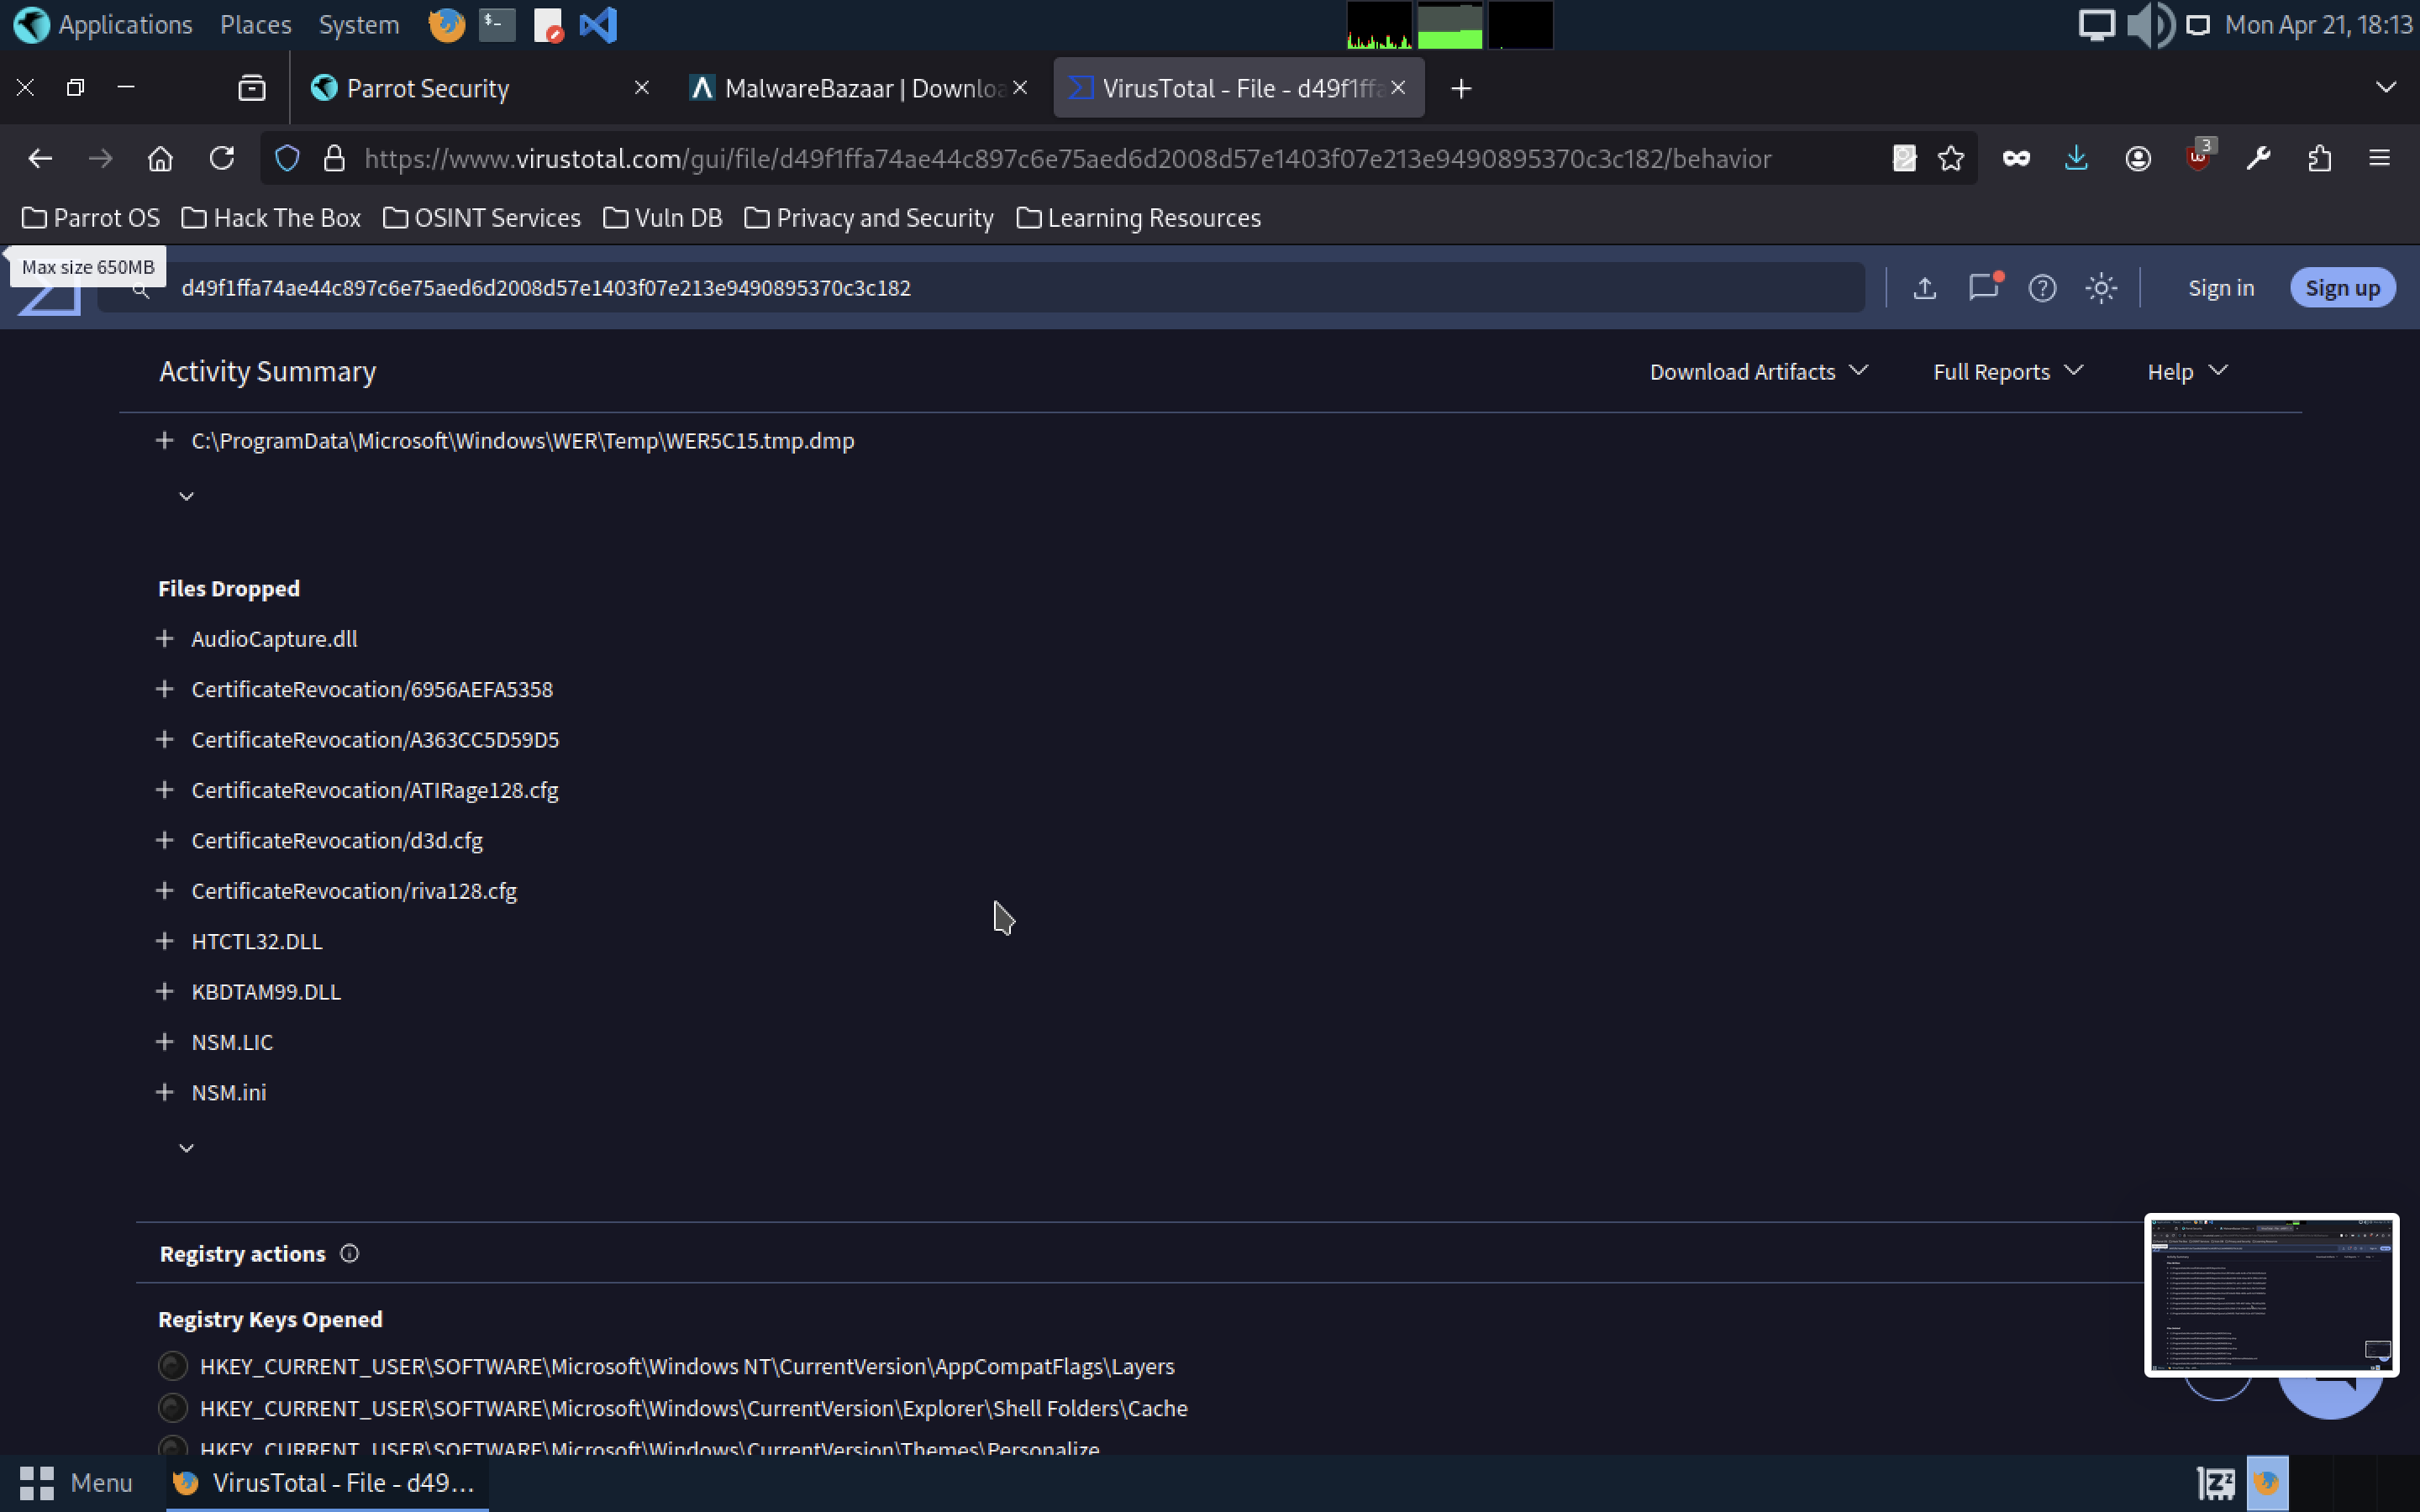 Applications Places System Mon Apr 21, 18:13
Parrot Security MalwareBazaar | Downloa VirusTotal - File - d49f1ffa
https://www.virustotal.com/gui/file/d49f1ffa74ae44c897c6e75aed6d2008d57e1403f07e213e9490895370c3c182/behavior 3
Parrot OS Hack The Box OSINT Services Vuln DB Privacy and Security Learning Resources
Max size 650MB
d49f1ffa74ae44c897c6e75aed6d2008d57e1403f07e213e9490895370c3c182 Sign in Sign up
Activity Summary Download Artifacts Full Reports Help
C:\ProgramData\Microsoft\Windows\WER\Temp\WER5C15.tmp.dmp
Files Dropped
AudioCapture.dll
CertificateRevocation/6956AEFA5358
CertificateRevocation/A363CC5D59D5
CertificateRevocation/ATIRage128.cfg
CertificateRevocation/d3d.cfg
CertificateRevocation/riva128.cfg
HTCTL32.DLL
KBDTAM99.DLL
NSM.LIC
NSM.ini
Registry actions
Registry Keys Opened
HKEY_CURRENT_USER\SOFTWARE\Microsoft\Windows NT\CurrentVersion\AppCompatFlags\Layers
HKEY_CURRENT_USER\SOFTWARE\Microsoft\Windows\CurrentVersion\Explorer\Shell Folders\Cache
HKEY_CURRENT_USER\SOFTWARE\Microsoft\Windows\CurrentVersion\Themes\Personalize
Menu VirusTotal - File - d49...